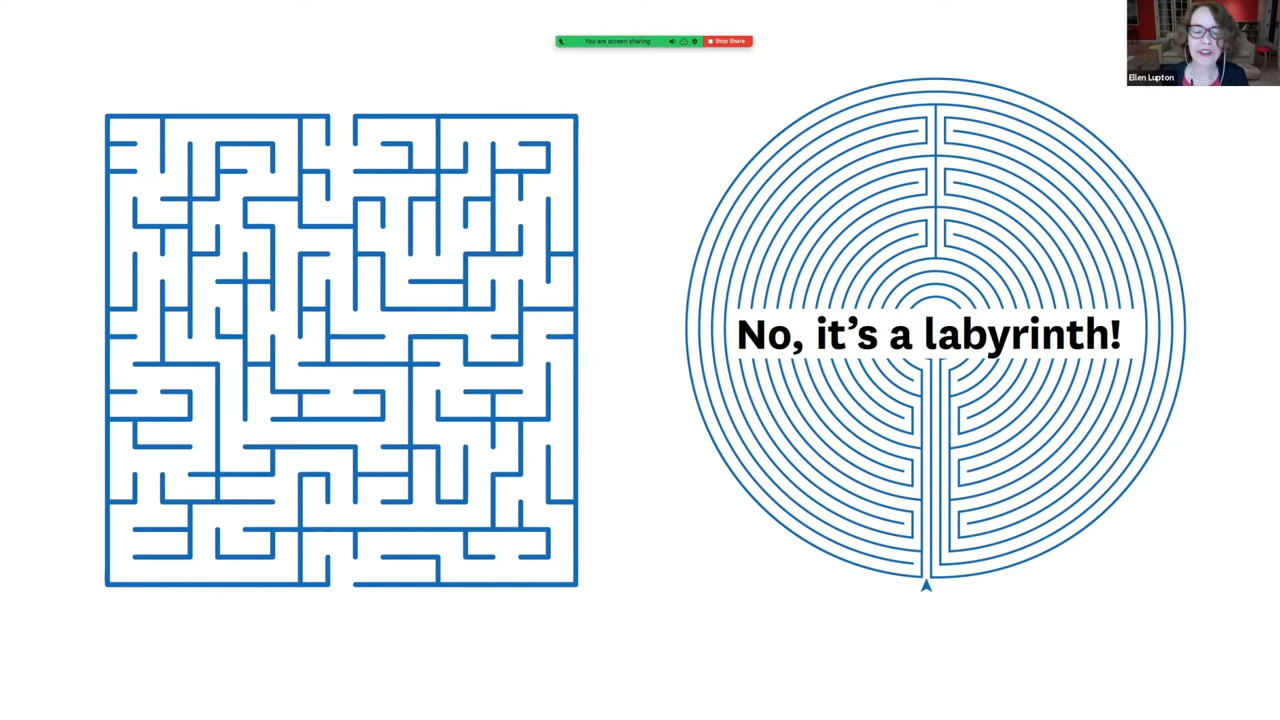 You are screen sharing
Stop Share
Ellen Lupton
No, it's a labyrinth!